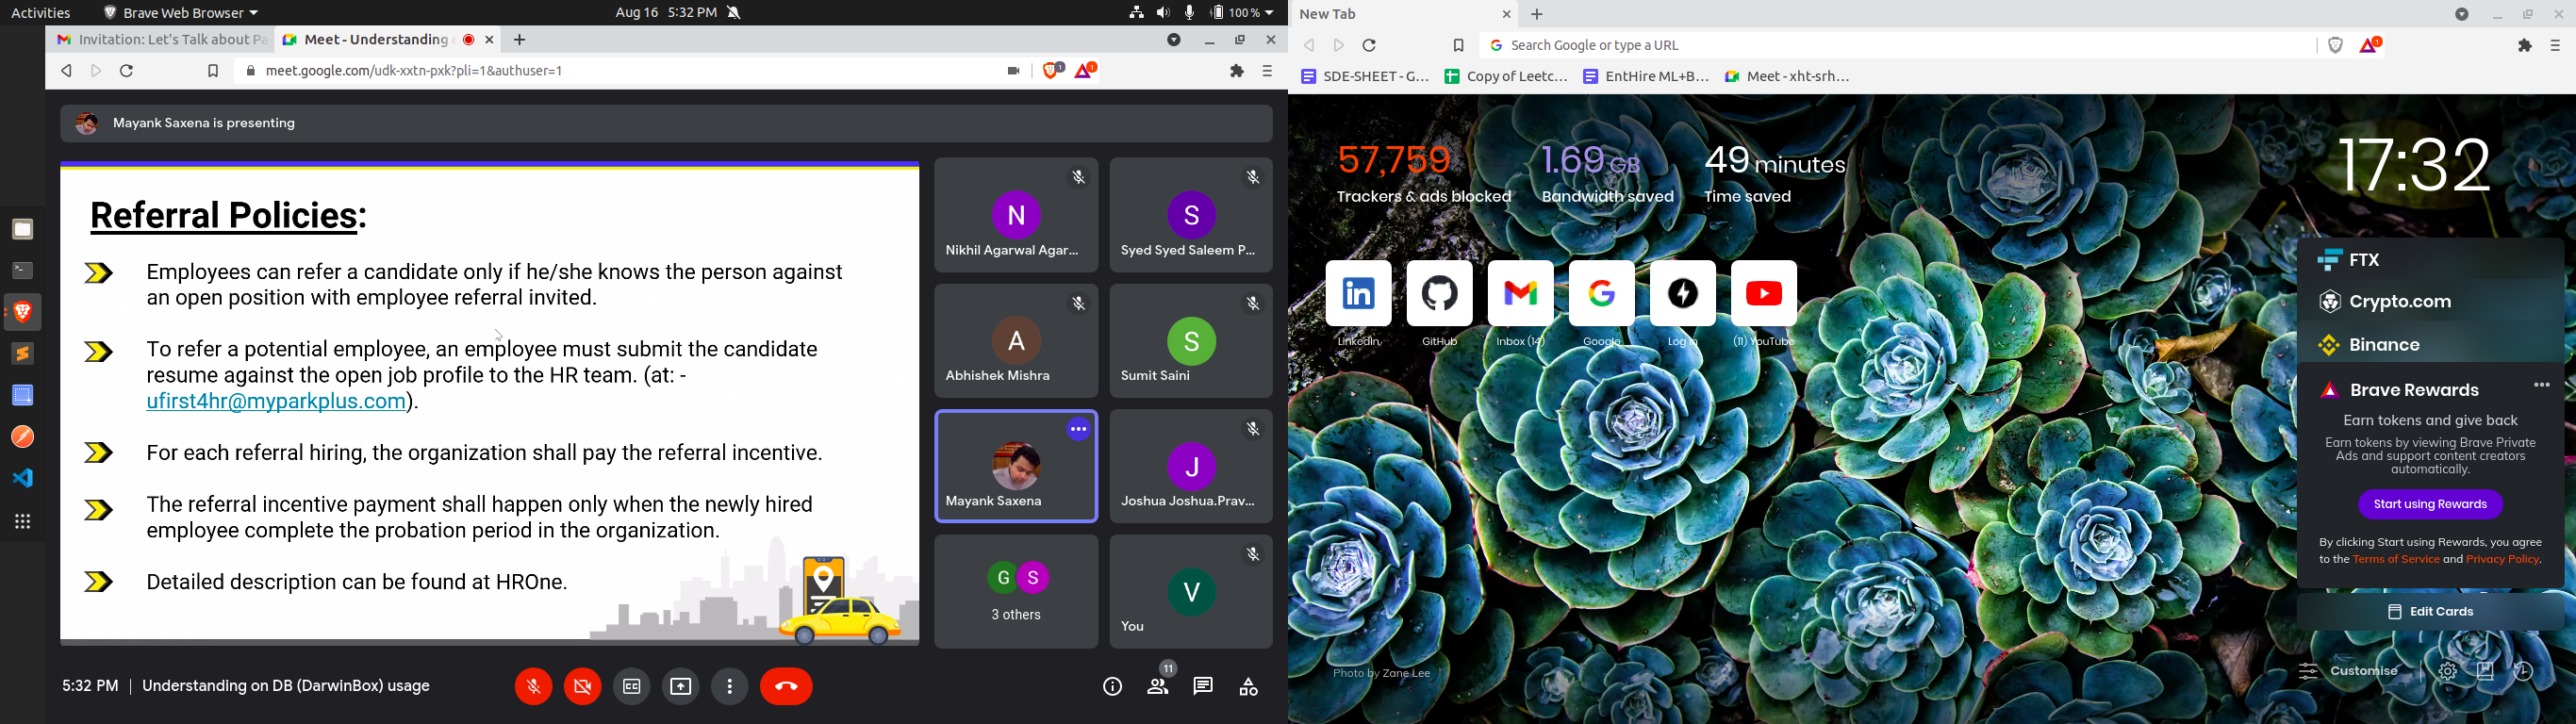 Activities
Brave Web Browser
Aug 16 5:32 PM
100 %
Invitation: Let's Talk about Pa
Meet - Understanding
meet.google.com/udk-xxtn-pxk?pli=1&authuser=1
1
1
Mayank Saxena is presenting
Referral Policies:
Employees can refer a candidate only if he/she knows the person against
an open position with employee referral invited.
To refer a potential employee, an employee must submit the candidate
resume against the open job profile to the HR team. (at: -
ufirst4hr@myparkplus.com).
For each referral hiring, the organization shall pay the referral incentive.
The referral incentive payment shall happen only when the newly hired
employee complete the probation period in the organization.
Detailed description can be found at HROne.
N
Nikhil Agarwal Agar...
S
Syed Syed Saleem P...
A
Abhishek Mishra
S
Sumit Saini
Mayank Saxena
J
Joshua Joshua.Prav...
G S
3 others
V
You
5:32 PM | Understanding on DB (DarwinBox) usage
CC
11
New Tab
Search Google or type a URL
1
SDE-SHEET - G...
Copy of Leetc...
EntHire ML+B...
Meet - xht-srh...
57,759
Trackers & ads blocked
1.69 GB
Bandwidth saved
49 minutes
Time saved
17:32
in
LinkedIn
GitHub
Inbox (14)
Google
Log in
(11) YouTube
FTX
Crypto.com
Binance
Brave Rewards
Earn tokens and give back
Earn tokens by viewing Brave Private
Ads and support content creators
automatically.
Start using Rewards
By clicking Start using Rewards, you agree
to the Terms of Service and Privacy Policy.
Edit Cards
Photo by Zane Lee
Customise